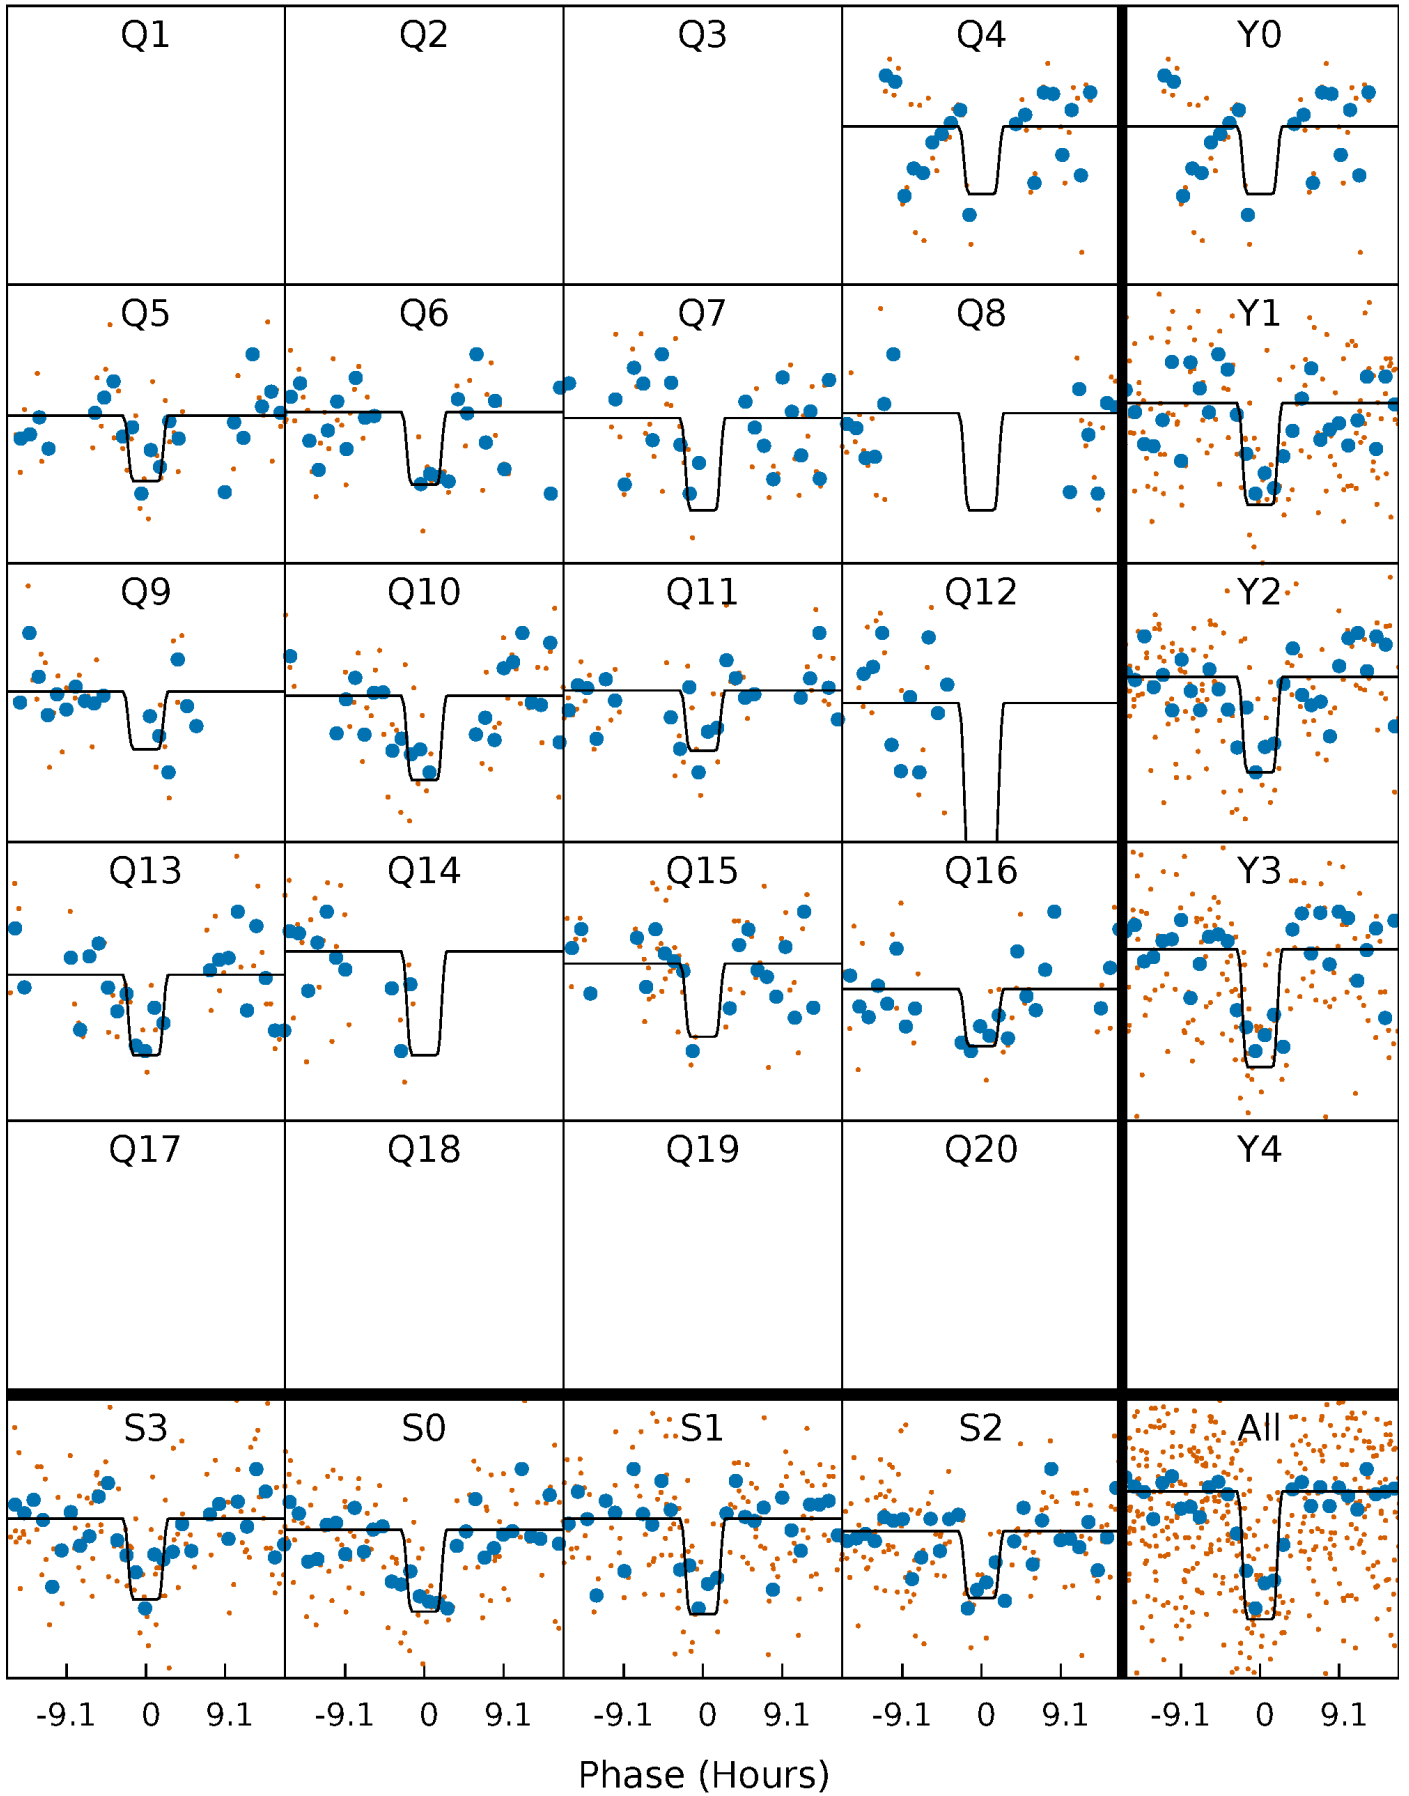 Q1 Q2 Q3 Q4 Y0
Q5 Q6 Q7 Q8 Y1
Q9 Q10 Q11 Q12 Y2
Q13 Q14 Q15 Q16 Y3
Q17 Q18 Q19 Q20 Y4
S3 S0 S1 S2 All
-9.1 0 9.1 -9.1 0 9.1 -9.1 0 9.1 -9.1 0 9.1 -9.1 0 9.1
Phase (Hours)